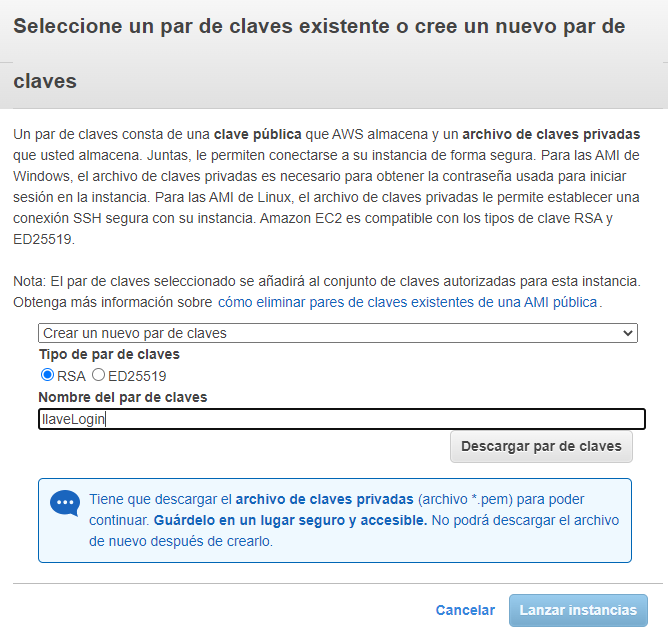 Seleccione un par de claves existente o cree un nuevo par de
claves
Un par de claves consta de una clave pública que AWS almacena y un archivo de claves privadas
que usted almacena. Juntas, le permiten conectarse a su instancia de forma segura. Para las AMI de
Windows, el archivo de claves privadas es necesario para obtener la contraseña usada para iniciar
sesión en la instancia. Para las AMI de Linux, el archivo de claves privadas le permite establecer una
conexión SSH segura con su instancia. Amazon EC2 es compatible con los tipos de clave RSA y
ED25519.
Nota: El par de claves seleccionado se añadirá al conjunto de claves autorizadas para esta instancia.
Obtenga más información sobre cómo eliminar pares de claves existentes de una AMI pública.
Crear un nuevo par de claves
Tipo de par de claves
RSA ED25519
Nombre del par de claves
llaveLogin
Descargar par de claves
Tiene que descargar el archivo de claves privadas (archivo *.pem) para poder
continuar. Guárdelo en un lugar seguro y accesible. No podrá descargar el archivo
de nuevo después de crearlo.
Cancelar Lanzar instancias